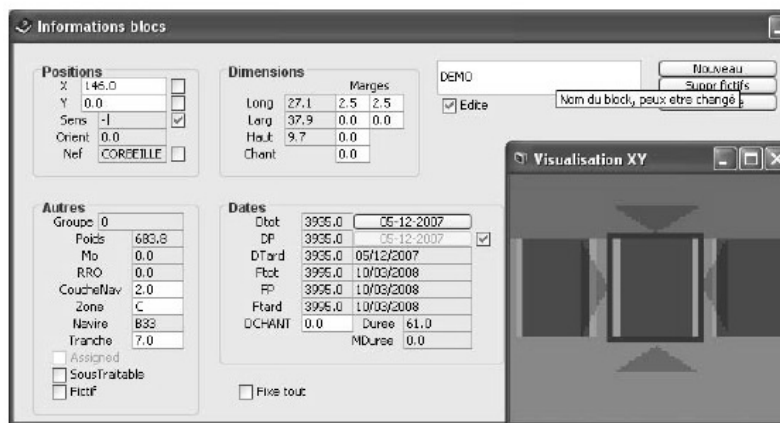 Informations blocs
Positions
X 146.0
Y 0.0
Sens -|
Orient 0.0
Nef CORBEILLE
Dimensions
Marges
Long 27.1 2.5 2.5
Larg 37.9 0.0 0.0
Haut 9.7 0.0
Chant 0.0
DEMO
Edite
Nouveau
Suppr fictifs
Nom du block, peux etre changé
Visualisation XY
Autres
Groupe 0
Poids 683.8
Mo 0.0
RRO 0.0
CoucheNav 2.0
Zone C
Navire B33
Tranche 7.0
Assigned
SousTraitable
Fictif
Dates
Dtot 3935.0 05-12-2007
DP 3935.0 05-12-2007
DTard 3935.0 05/12/2007
Ftot 3995.0 10/03/2008
FP 3995.0 10/03/2008
Ftard 3995.0 10/03/2008
DCHANT 0.0 Duree 61.0
MDuree 0.0
Fixe tout